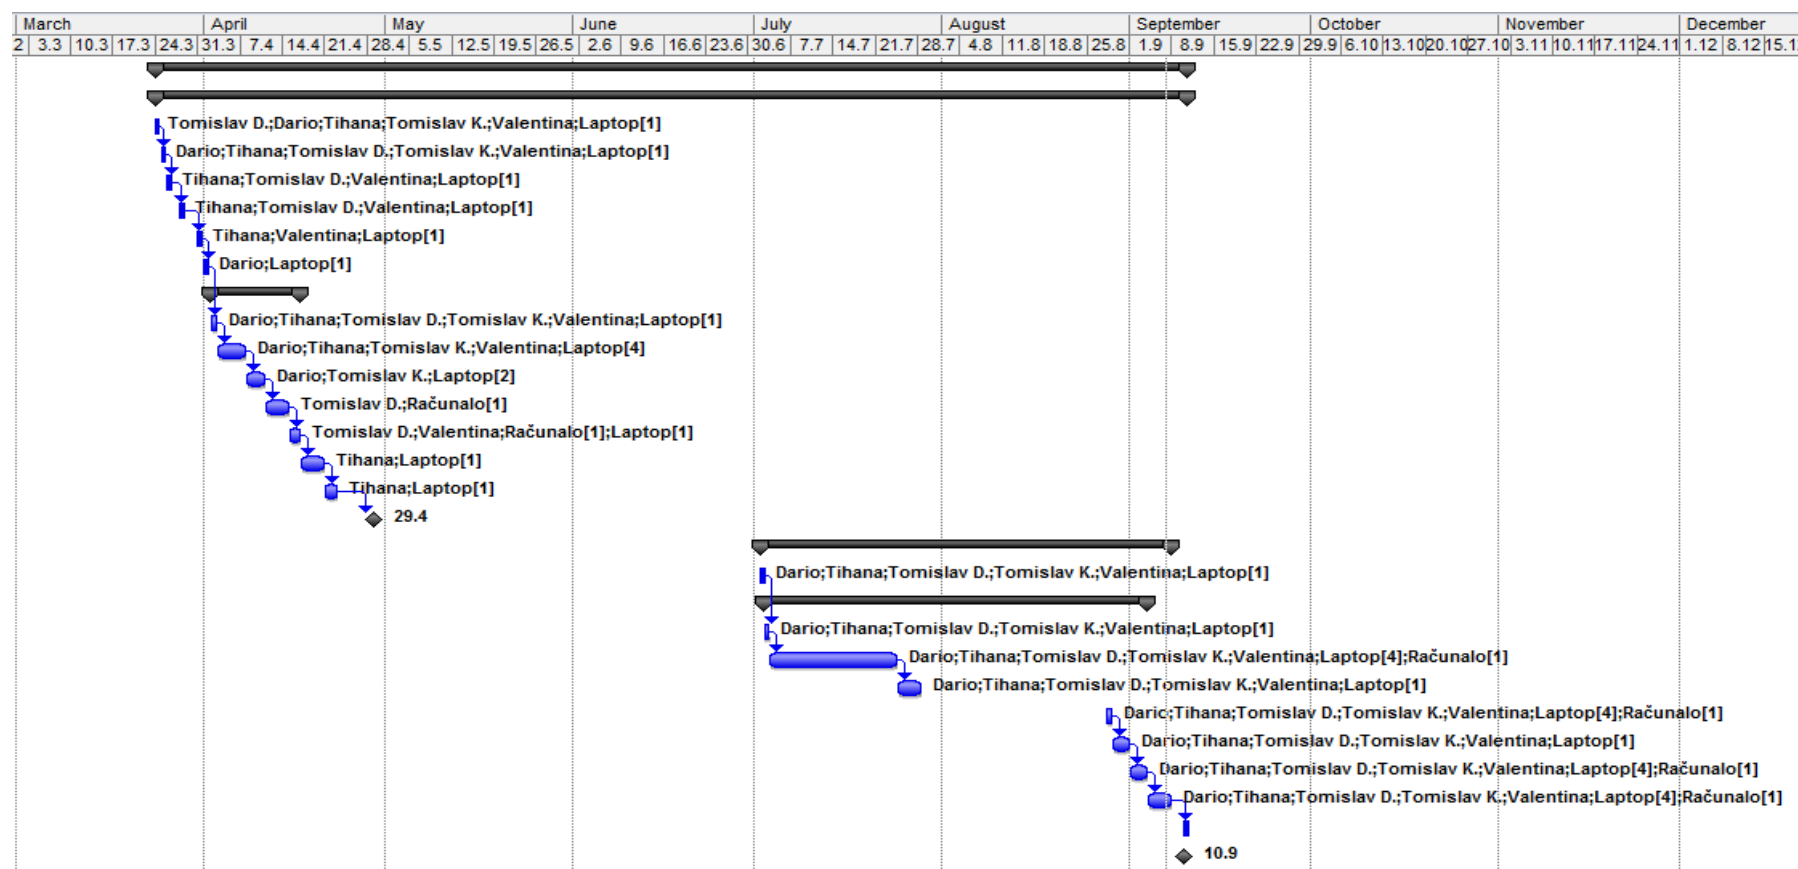 March April May June July August September October November December
2 3.3 10.3 17.3 24.3 31.3 7.4 14.4 21.4 28.4 5.5 12.5 19.5 26.5 2.6 9.6 16.6 23.6 30.6 7.7 14.7 21.7 28.7 4.8 11.8 18.8 25.8 1.9 8.9 15.9 22.9 29.9 6.10 13.10 20.10 27.10 3.11 10.11 17.11 24.11 1.12 8.12 15.1
Tomislav D.;Dario;Tihana;Tomislav K.;Valentina;Laptop[1]
Dario;Tihana;Tomislav D.;Tomislav K.;Valentina;Laptop[1]
Tihana;Tomislav D.;Valentina;Laptop[1]
Tihana;Tomislav D.;Valentina;Laptop[1]
Tihana;Valentina;Laptop[1]
Dario;Laptop[1]
Dario;Tihana;Tomislav D.;Tomislav K.;Valentina;Laptop[1]
Dario;Tihana;Tomislav K.;Valentina;Laptop[4]
Dario;Tomislav K.;Laptop[2]
Tomislav D.;Računalo[1]
Tomislav D.;Valentina;Računalo[1];Laptop[1]
Tihana;Laptop[1]
Tihana;Laptop[1]
29.4
Dario;Tihana;Tomislav D.;Tomislav K.;Valentina;Laptop[1]
Dario;Tihana;Tomislav D.;Tomislav K.;Valentina;Laptop[1]
Dario;Tihana;Tomislav D.;Tomislav K.;Valentina;Laptop[4];Računalo[1]
Dario;Tihana;Tomislav D.;Tomislav K.;Valentina;Laptop[1]
Dario;Tihana;Tomislav D.;Tomislav K.;Valentina;Laptop[4];Računalo[1]
Dario;Tihana;Tomislav D.;Tomislav K.;Valentina;Laptop[1]
Dario;Tihana;Tomislav D.;Tomislav K.;Valentina;Laptop[4];Računalo[1]
Dario;Tihana;Tomislav D.;Tomislav K.;Valentina;Laptop[4];Računalo[1]
10.9